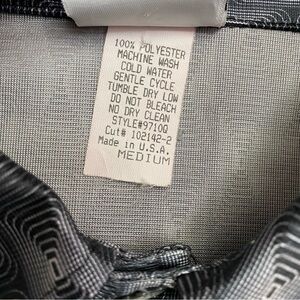 100% POLYESTER
MACHINE WASH
COLD WATER
GENTLE CYCLE
TUMBLE DRY LOW
DO NOT BLEACH
NO DRY CLEAN
STYLE#9710Q
Cut# 102142-2
Made in U.S.A.
MEDIUM